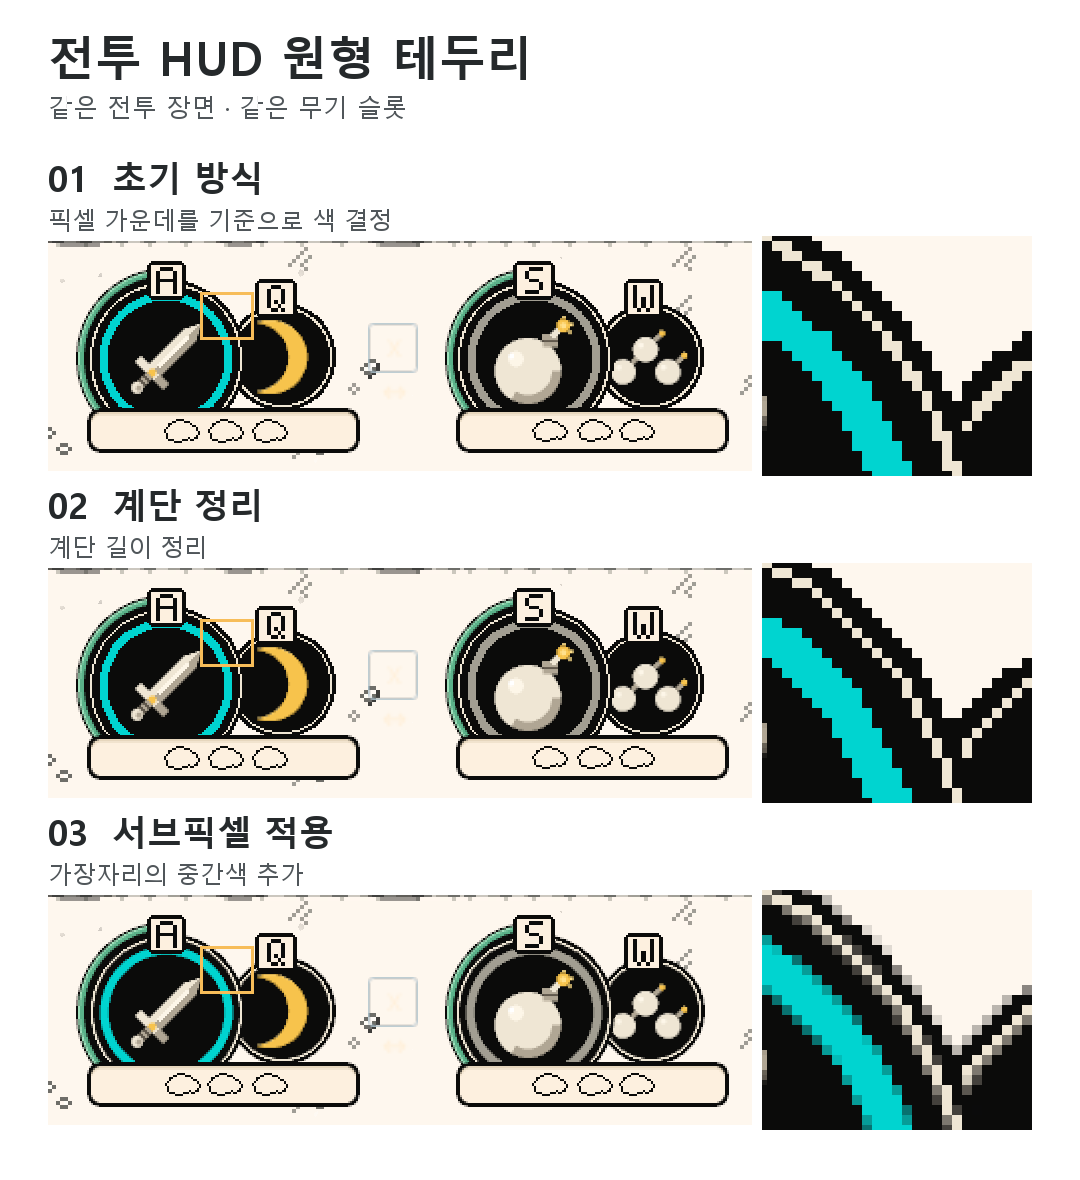 전투 HUD 원형 테두리
같은 전투 장면 · 같은 무기 슬롯
01 초기 방식
픽셀 가운데를 기준으로 색 결정
A Q S W
02 계단 정리
계단 길이 정리
A Q S W
03 서브픽셀 적용
가장자리의 중간색 추가
A Q S W